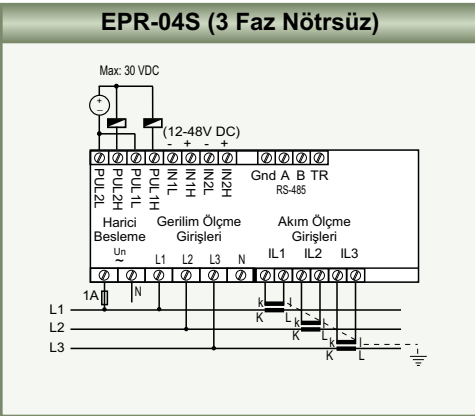 EPR-04S (3 Faz Nötrsüz)
Max: 30 VDC
+
-
(12-48V DC)
- + - +
PUL2L PUL2H PUL1L PUL1H IN1L IN1H IN2L IN2H
Gnd A B TR
RS-485
Harici Besleme
Gerilim Ölçme Girişleri
Akım Ölçme Girişleri
Un
~
L1 L2 L3 N
IL1 IL2 IL3
1A
N
L1
k l
K L
L2
k l
K L
L3
k l
K L